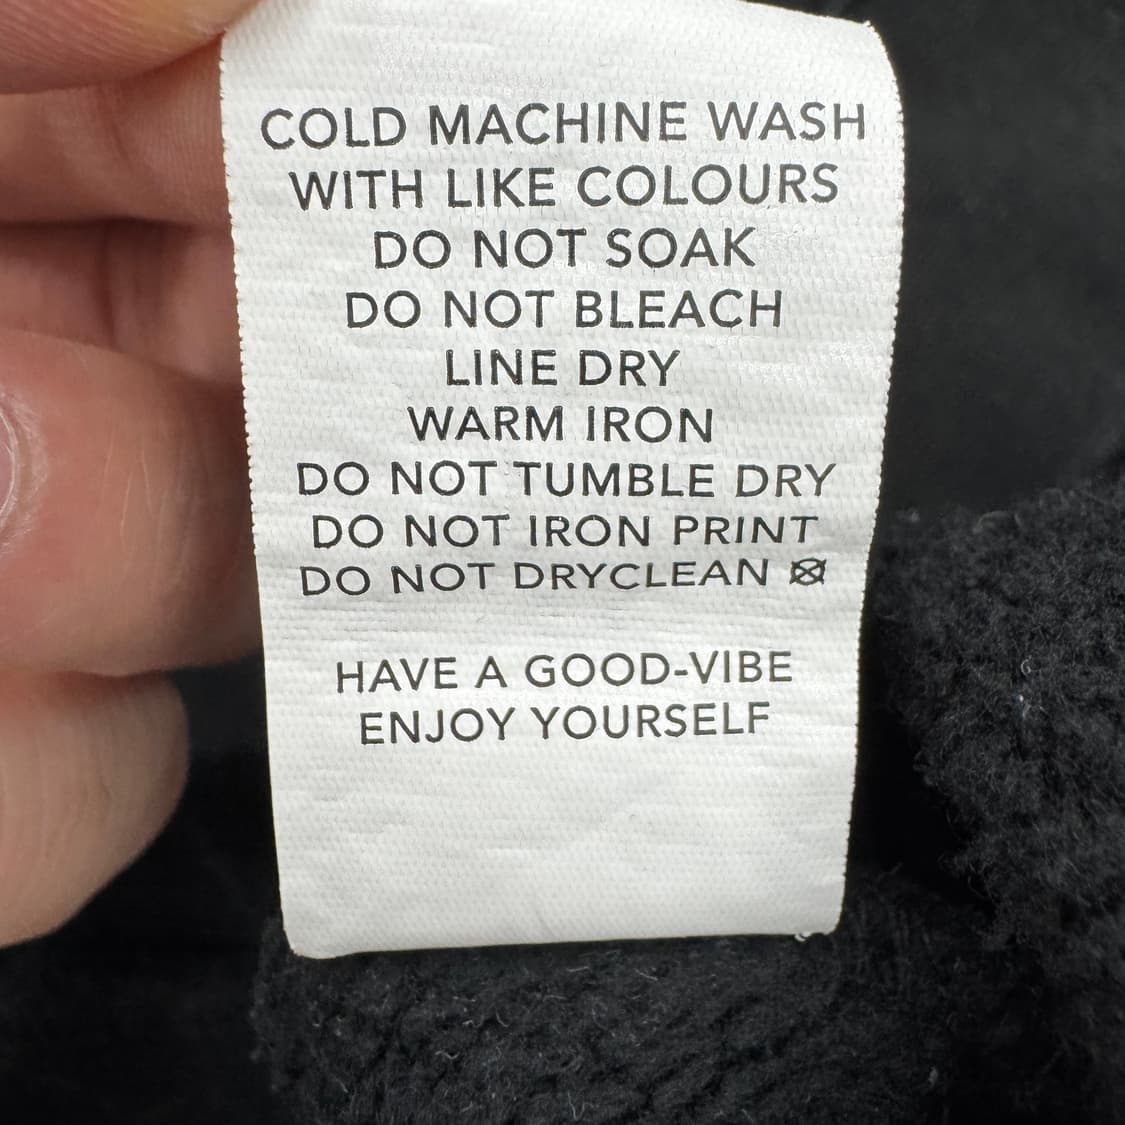 COLD MACHINE WASH
WITH LIKE COLOURS
DO NOT SOAK
DO NOT BLEACH
LINE DRY
WARM IRON
DO NOT TUMBLE DRY
DO NOT IRON PRINT
DO NOT DRYCLEAN
HAVE A GOOD-VIBE
ENJOY YOURSELF